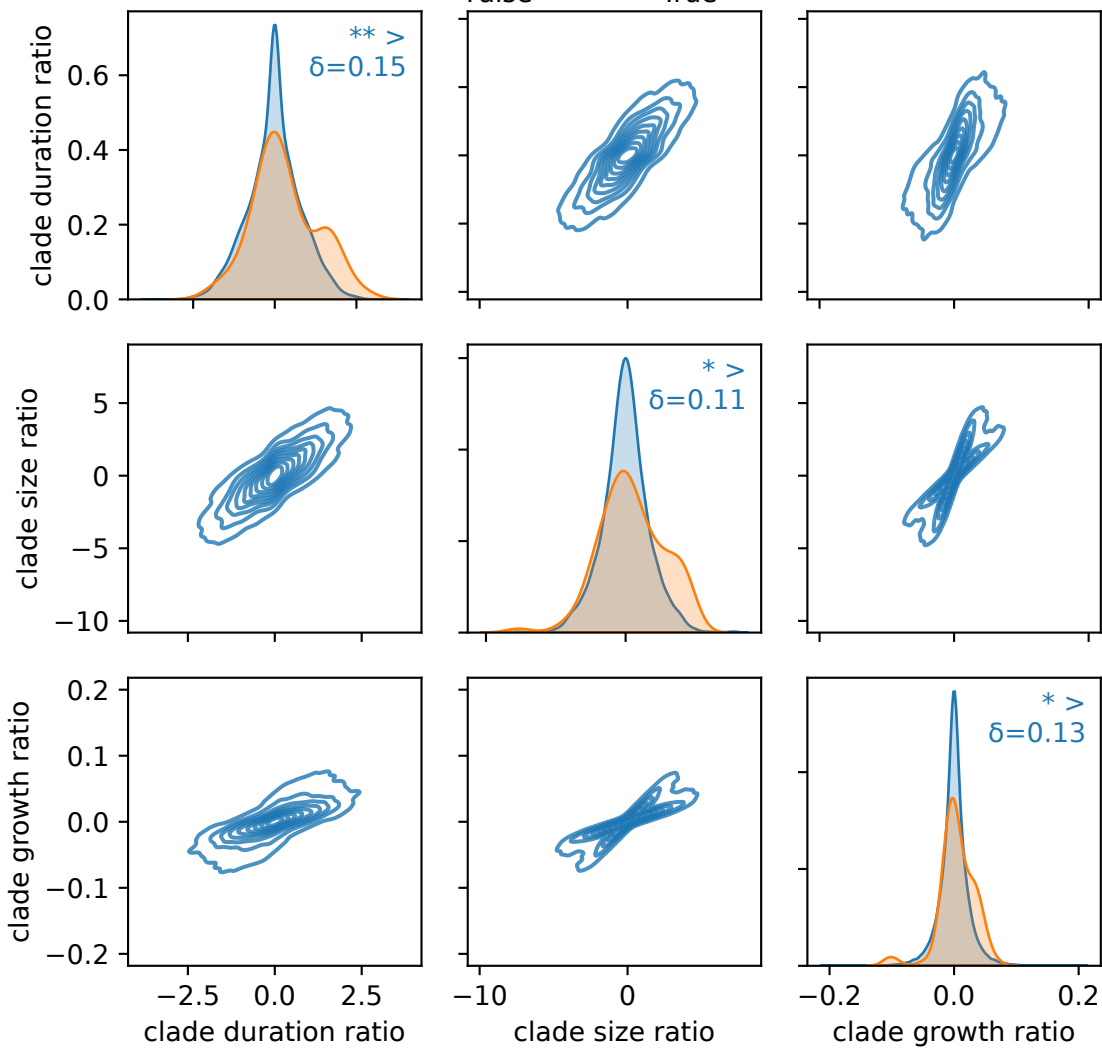 clade duration ratio
0.6
0.4
0.2
0.0
** >
δ=0.15
clade size ratio
5
0
−5
−10
* >
δ=0.11
clade growth ratio
0.2
0.1
0.0
−0.1
−0.2
* >
δ=0.13
−2.5 0.0 2.5
−10 0
−0.2 0.0 0.2
clade duration ratio
clade size ratio
clade growth ratio